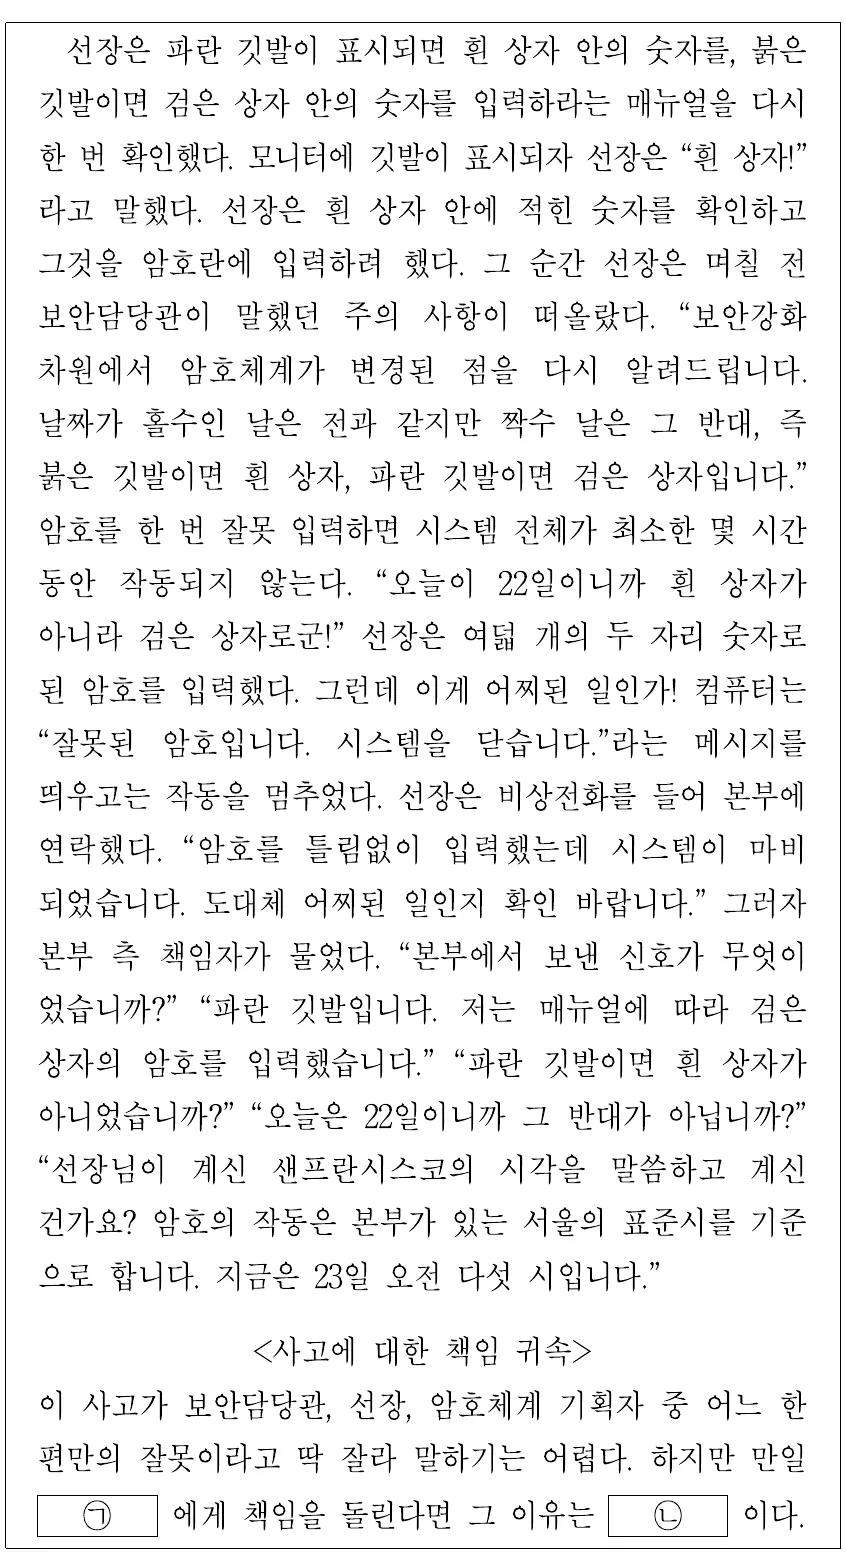 선장은 파란 깃발이 표시되면 흰 상자 안의 숫자를, 붉은
깃발이면 검은 상자 안의 숫자를 입력하라는 매뉴얼을 다시
한 번 확인했다. 모니터에 깃발이 표시되자 선장은 “흰 상자!”
라고 말했다. 선장은 흰 상자 안에 적힌 숫자를 확인하고
그것을 암호란에 입력하려 했다. 그 순간 선장은 며칠 전
보안담당관이 말했던 주의 사항이 떠올랐다. “보안강화
차원에서 암호체계가 변경된 점을 다시 알려드립니다.
날짜가 홀수인 날은 전과 같지만 짝수 날은 그 반대, 즉
붉은 깃발이면 흰 상자, 파란 깃발이면 검은 상자입니다.”
암호를 한 번 잘못 입력하면 시스템 전체가 최소한 몇 시간
동안 작동되지 않는다. “오늘이 22일이니까 흰 상자가
아니라 검은 상자로군!” 선장은 여덟 개의 두 자리 숫자로
된 암호를 입력했다. 그런데 이게 어찌된 일인가! 컴퓨터는
“잘못된 암호입니다. 시스템을 닫습니다.”라는 메시지를
띄우고는 작동을 멈추었다. 선장은 비상전화를 들어 본부에
연락했다. “암호를 틀림없이 입력했는데 시스템이 마비
되었습니다. 도대체 어찌된 일인지 확인 바랍니다.” 그러자
본부 측 책임자가 물었다. “본부에서 보낸 신호가 무엇이
었습니까?” “파란 깃발입니다. 저는 매뉴얼에 따라 검은
상자의 암호를 입력했습니다.” “파란 깃발이면 흰 상자가
아니었습니까?” “오늘은 22일이니까 그 반대가 아닙니까?”
“선장님이 계신 샌프란시스코의 시각을 말씀하고 계신
건가요? 암호의 작동은 본부가 있는 서울의 표준시를 기준
으로 합니다. 지금은 23일 오전 다섯 시입니다.”
<사고에 대한 책임 귀속>
이 사고가 보안담당관, 선장, 암호체계 기획자 중 어느 한
편만의 잘못이라고 딱 잘라 말하기는 어렵다. 하지만 만일
㉠ 에게 책임을 돌린다면 그 이유는 ㉡ 이다.